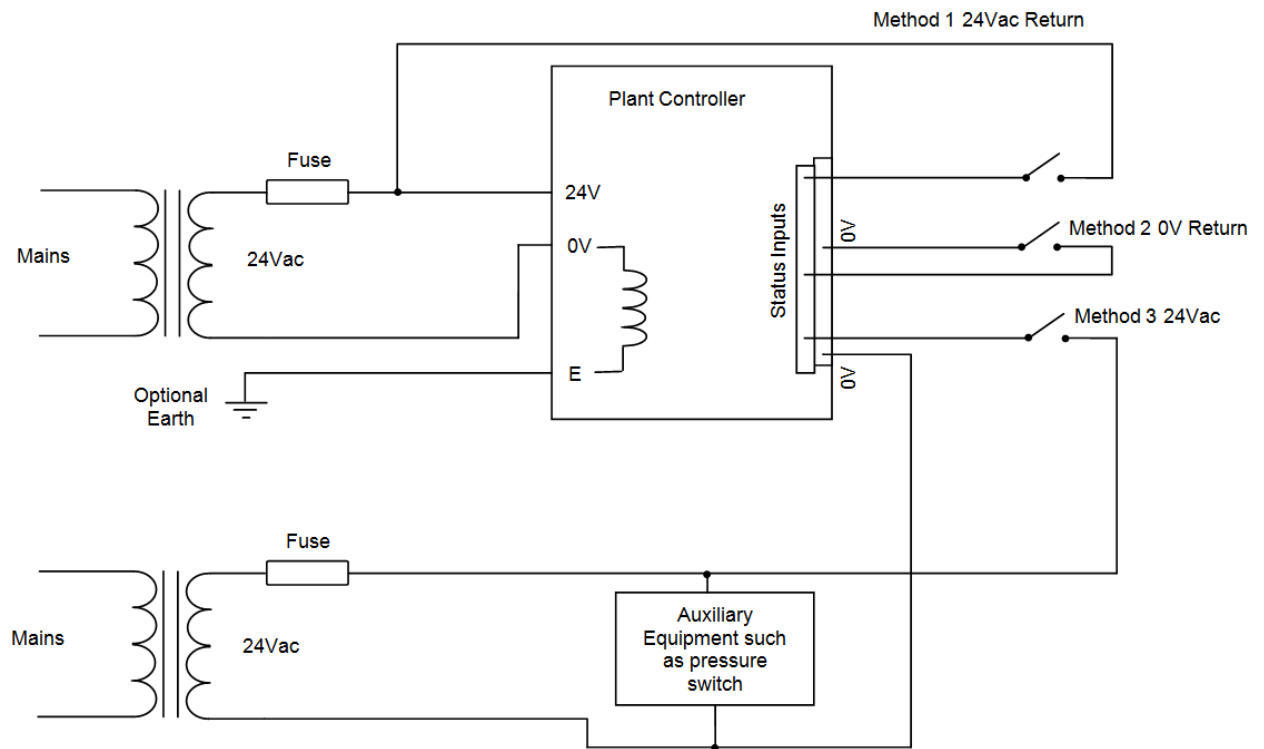 Method 1 24Vac Return
Plant Controller
Fuse
24V
0V
Mains
24Vac
Status Inputs
0V
Method 2 0V Return
Method 3 24Vac
E
0V
Optional
Earth
Fuse
Auxiliary
Equipment such
as pressure
switch
Mains
24Vac